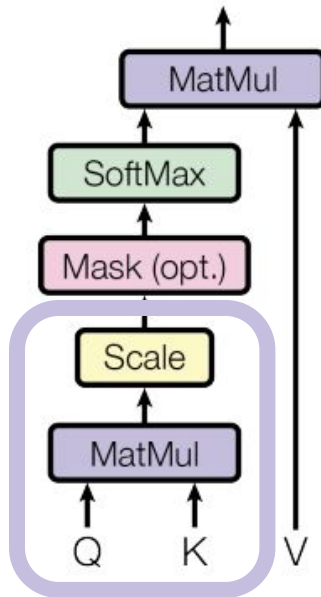 MatMul
SoftMax
Mask (opt.)
Scale
MatMul
Q K V